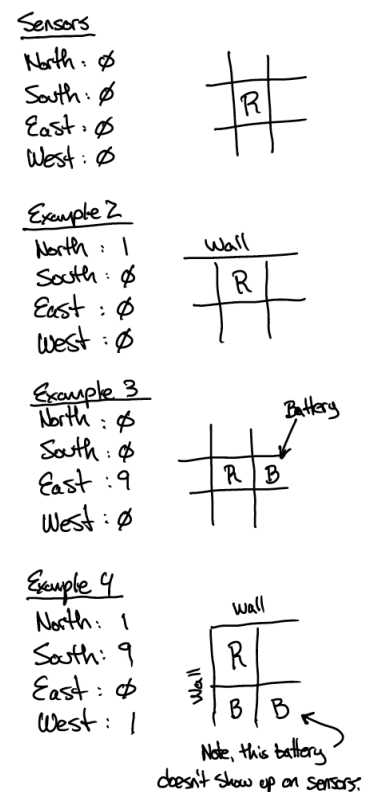 Sensors
North : Ø
South : Ø
East : Ø
West : Ø
R
Example 2
North : 1
South : Ø
East : Ø
West : Ø
Wall
R
Example 3
North : Ø
South : Ø
East : 9
West : Ø
Battery
R B
Example 4
North : 1
South : 9
East : Ø
West : 1
Wall
Wall
R
B B
Note, this battery
doesn't show up on sensors.